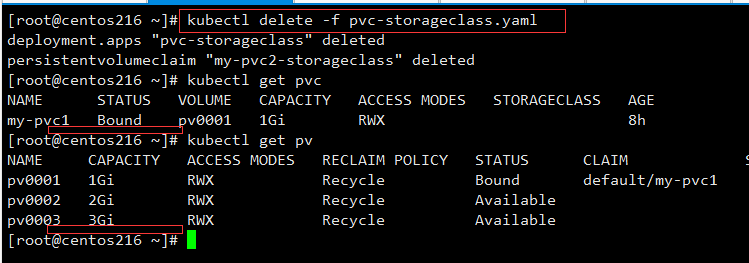 [root@centos216 ~]# kubectl delete -f pvc-storageclass.yaml
deployment.apps "pvc-storageclass" deleted
persistentvolumeclaim "my-pvc2-storageclass" deleted
[root@centos216 ~]# kubectl get pvc
NAME STATUS VOLUME CAPACITY ACCESS MODES STORAGECLASS AGE
my-pvc1 Bound pv0001 1Gi RWX 8h
[root@centos216 ~]# kubectl get pv
NAME CAPACITY ACCESS MODES RECLAIM POLICY STATUS CLAIM S
pv0001 1Gi RWX Recycle Bound default/my-pvc1
pv0002 2Gi RWX Recycle Available
pv0003 3Gi RWX Recycle Available
[root@centos216 ~]#